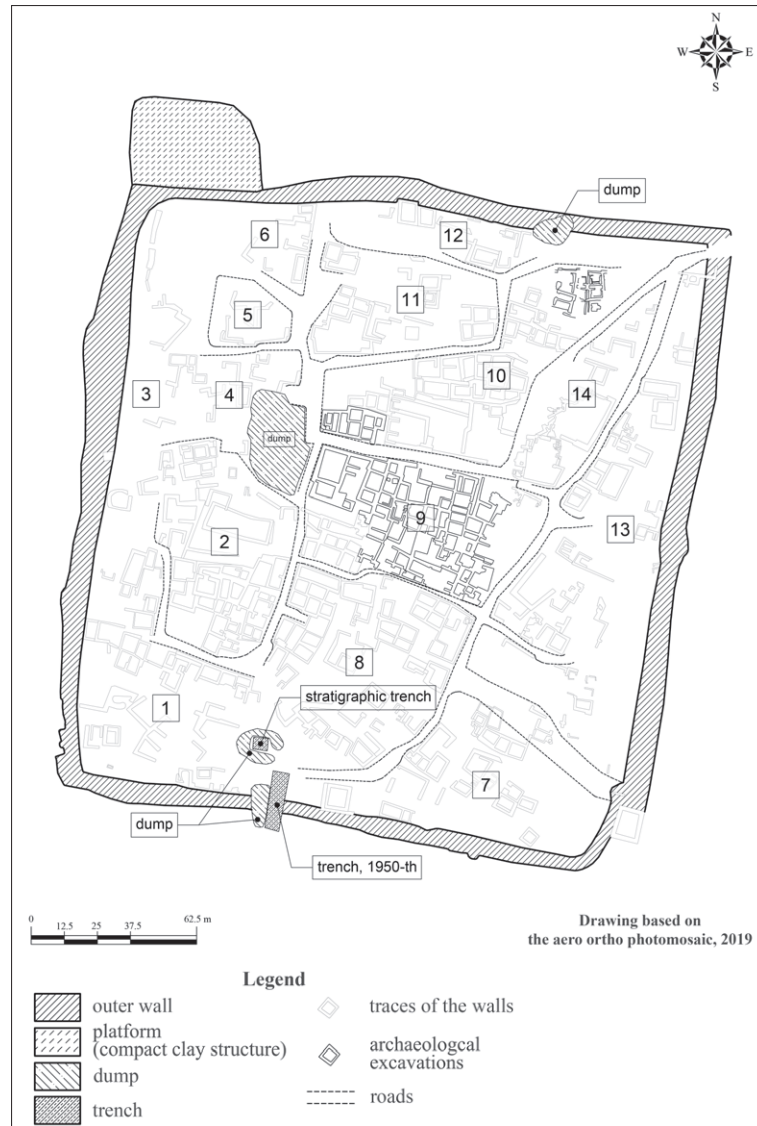 N
W E
S
dump
6
12
11
5
10
3
4
14
dump
9
13
2
8
stratigraphic trench
1
7
dump
trench, 1950-th
0 12.5 25 37.5 62.5 m
Drawing based on
the aero ortho photomosaic, 2019
Legend
outer wall
platform
(compact clay structure)
dump
trench
traces of the walls
archaeologcal
excavations
roads